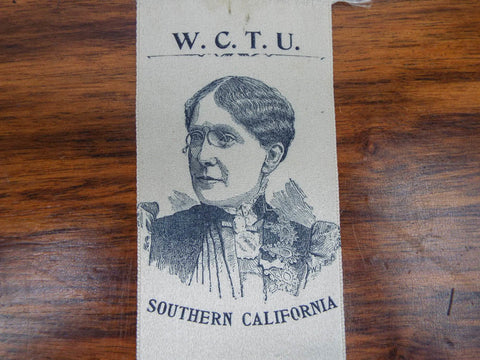 W. C. T. U.
SOUTHERN CALIFORNIA